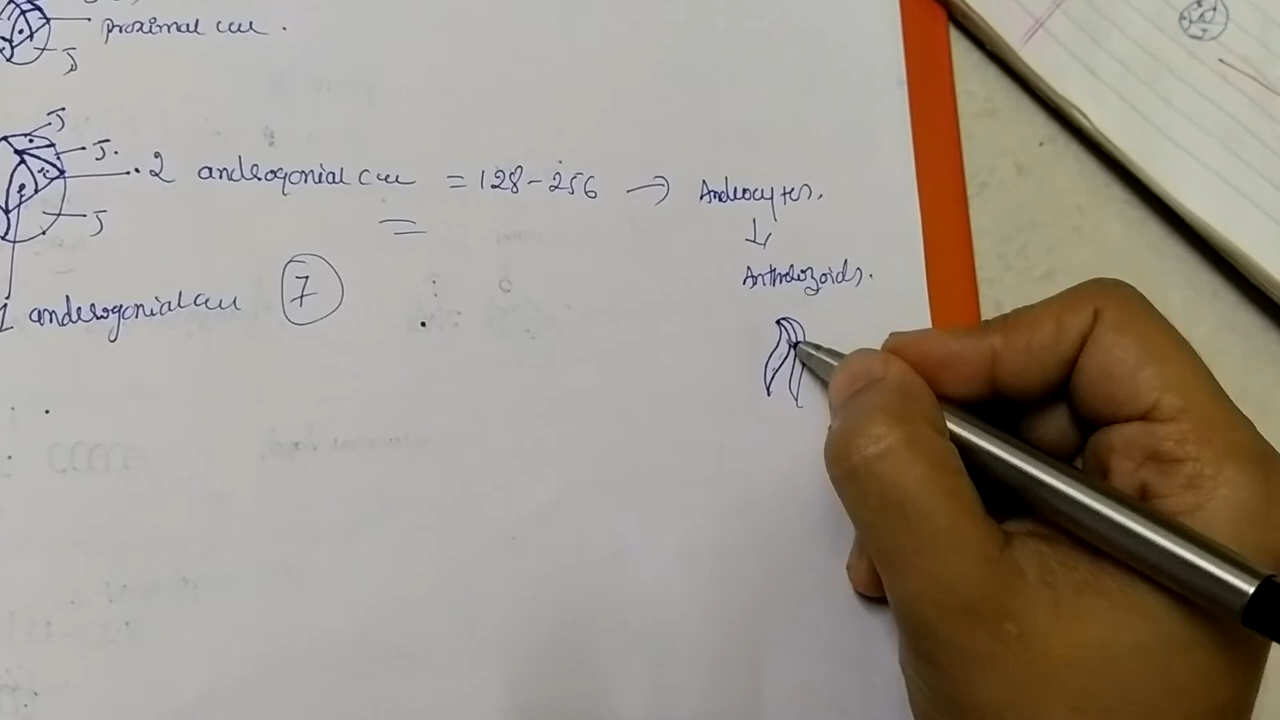 proximal cell.
J
J
J.
2 androgonial cell = 128-256 → Androcytes.
↓
J
Antherozoids.
1 androgonial cell 7